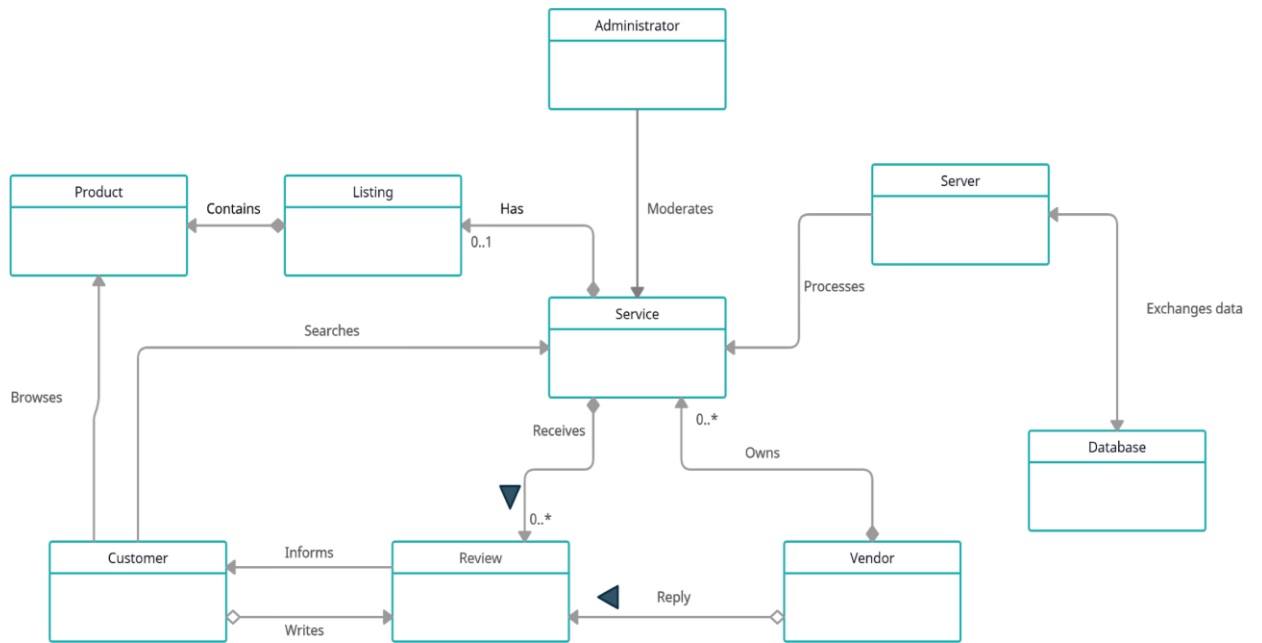 Administrator
Server
Product
Listing
Contains
Has
Moderates
0..1
Processes
Exchanges data
Service
Searches
Browses
Receives
0..*
Owns
Database
0..*
Customer
Informs
Review
Vendor
Reply
Writes